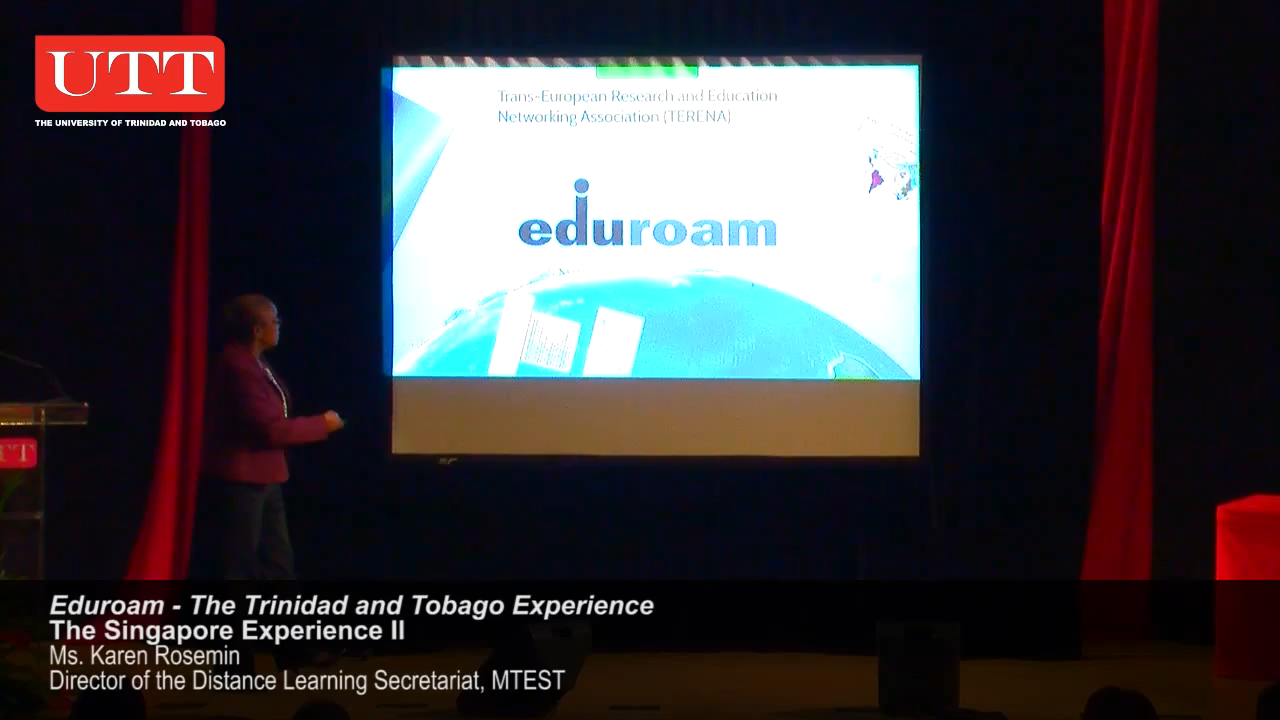 UTT
THE UNIVERSITY OF TRINIDAD AND TOBAGO
Trans-European Research and Education
Networking Association (TERENA)
eduroam
Eduroam - The Trinidad and Tobago Experience
The Singapore Experience II
Ms. Karen Rosemin
Director of the Distance Learning Secretariat, MTEST